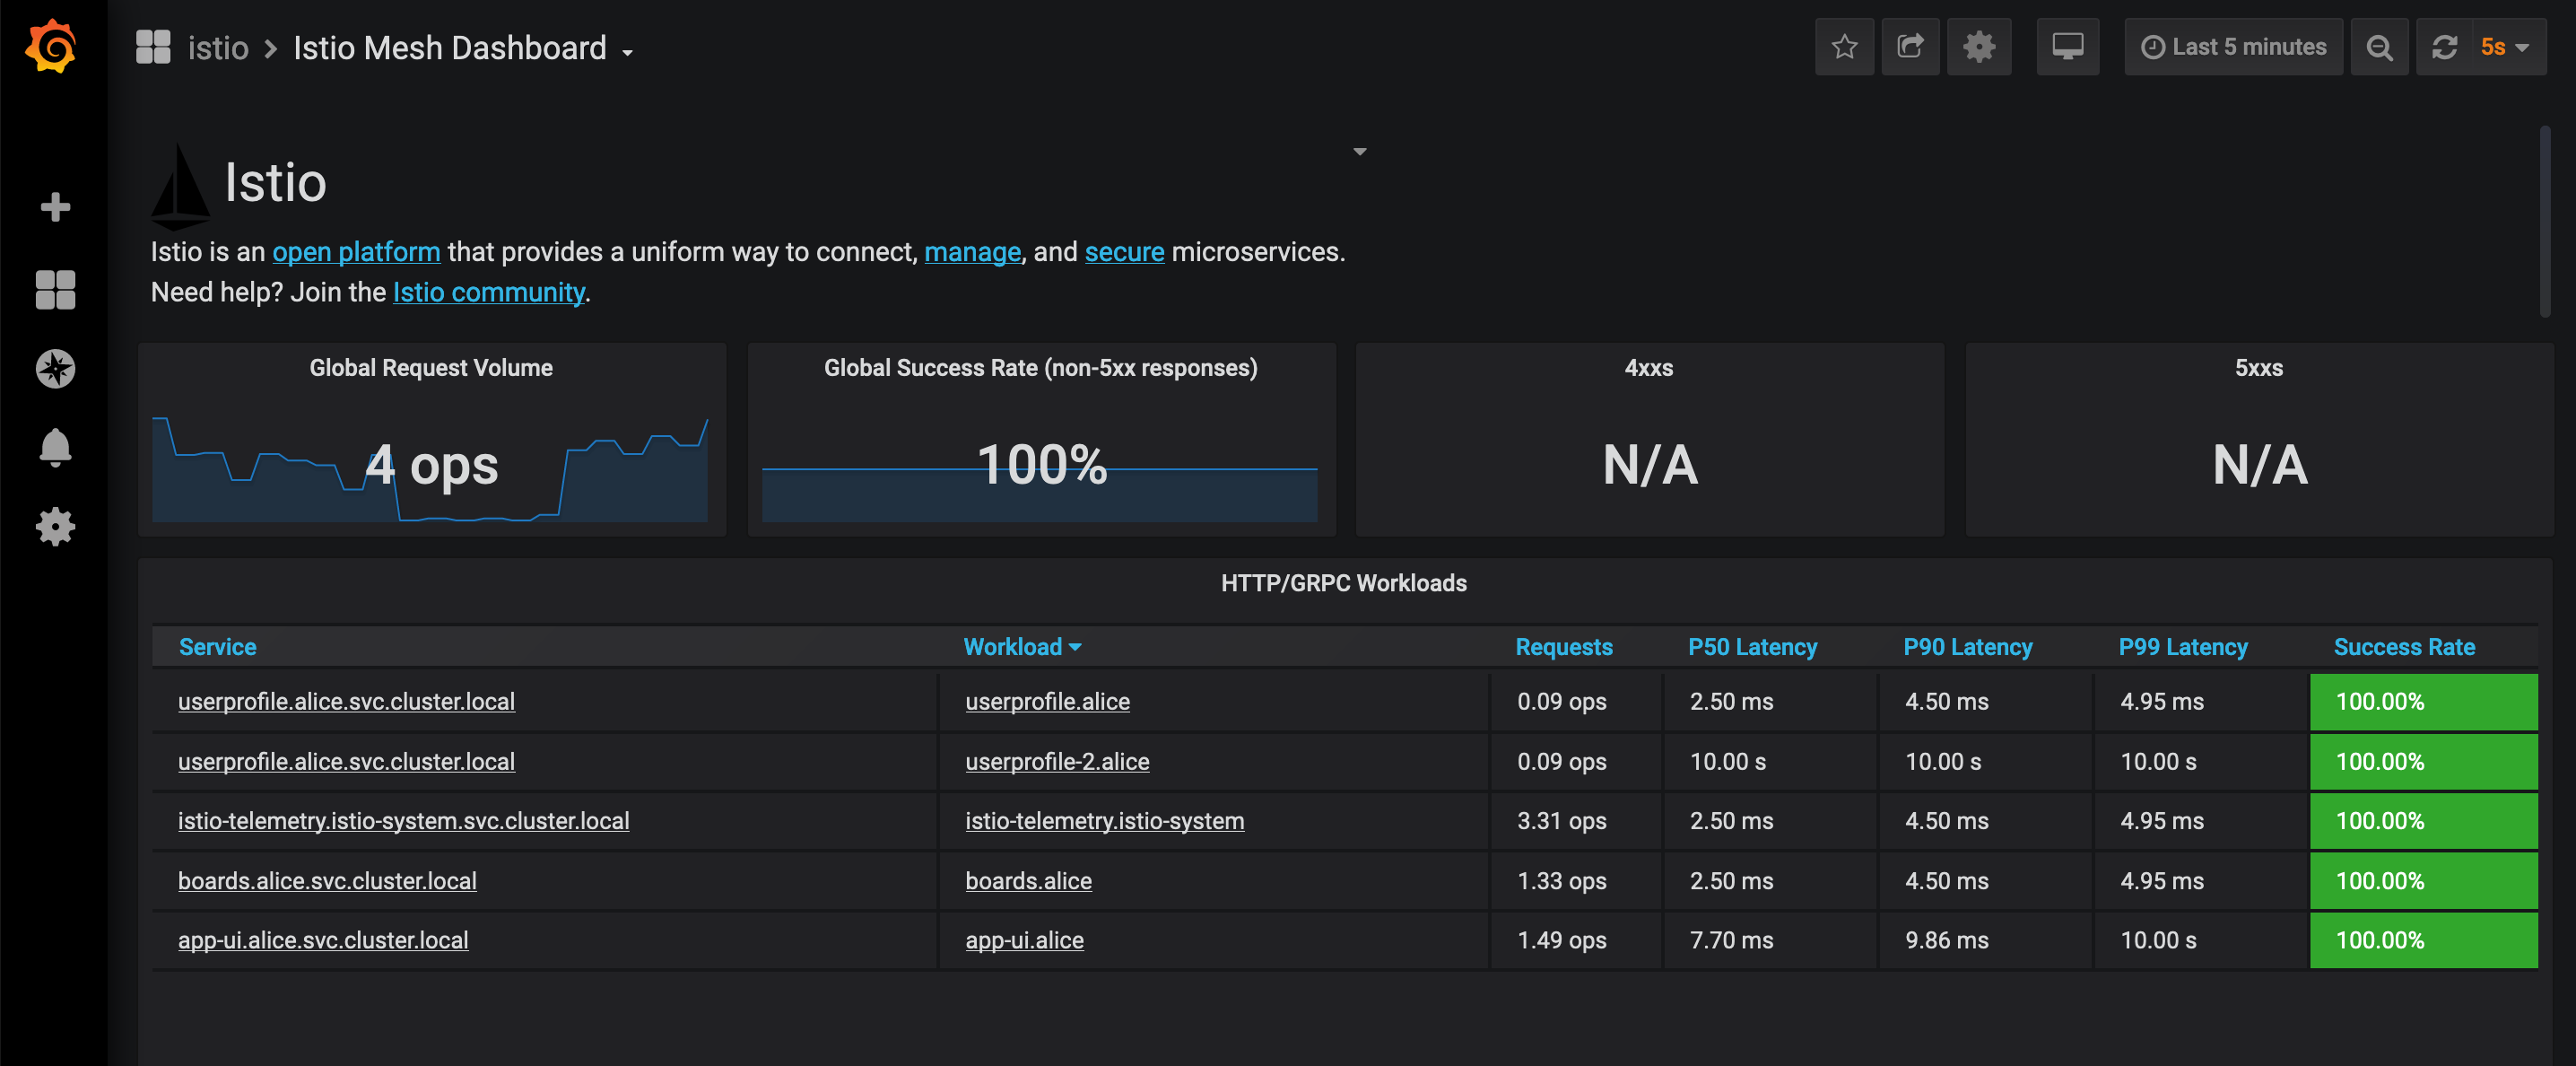 istio > Istio Mesh Dashboard
Last 5 minutes
5s
Istio
Istio is an open platform that provides a uniform way to connect, manage, and secure microservices.
Need help? Join the Istio community.
Global Request Volume
4 ops
Global Success Rate (non-5xx responses)
100%
4xxs
N/A
5xxs
N/A
HTTP/GRPC Workloads
Service Workload Requests P50 Latency P90 Latency P99 Latency Success Rate
userprofile.alice.svc.cluster.local userprofile.alice 0.09 ops 2.50 ms 4.50 ms 4.95 ms 100.00%
userprofile.alice.svc.cluster.local userprofile-2.alice 0.09 ops 10.00 s 10.00 s 10.00 s 100.00%
istio-telemetry.istio-system.svc.cluster.local istio-telemetry.istio-system 3.31 ops 2.50 ms 4.50 ms 4.95 ms 100.00%
boards.alice.svc.cluster.local boards.alice 1.33 ops 2.50 ms 4.50 ms 4.95 ms 100.00%
app-ui.alice.svc.cluster.local app-ui.alice 1.49 ops 7.70 ms 9.86 ms 10.00 s 100.00%